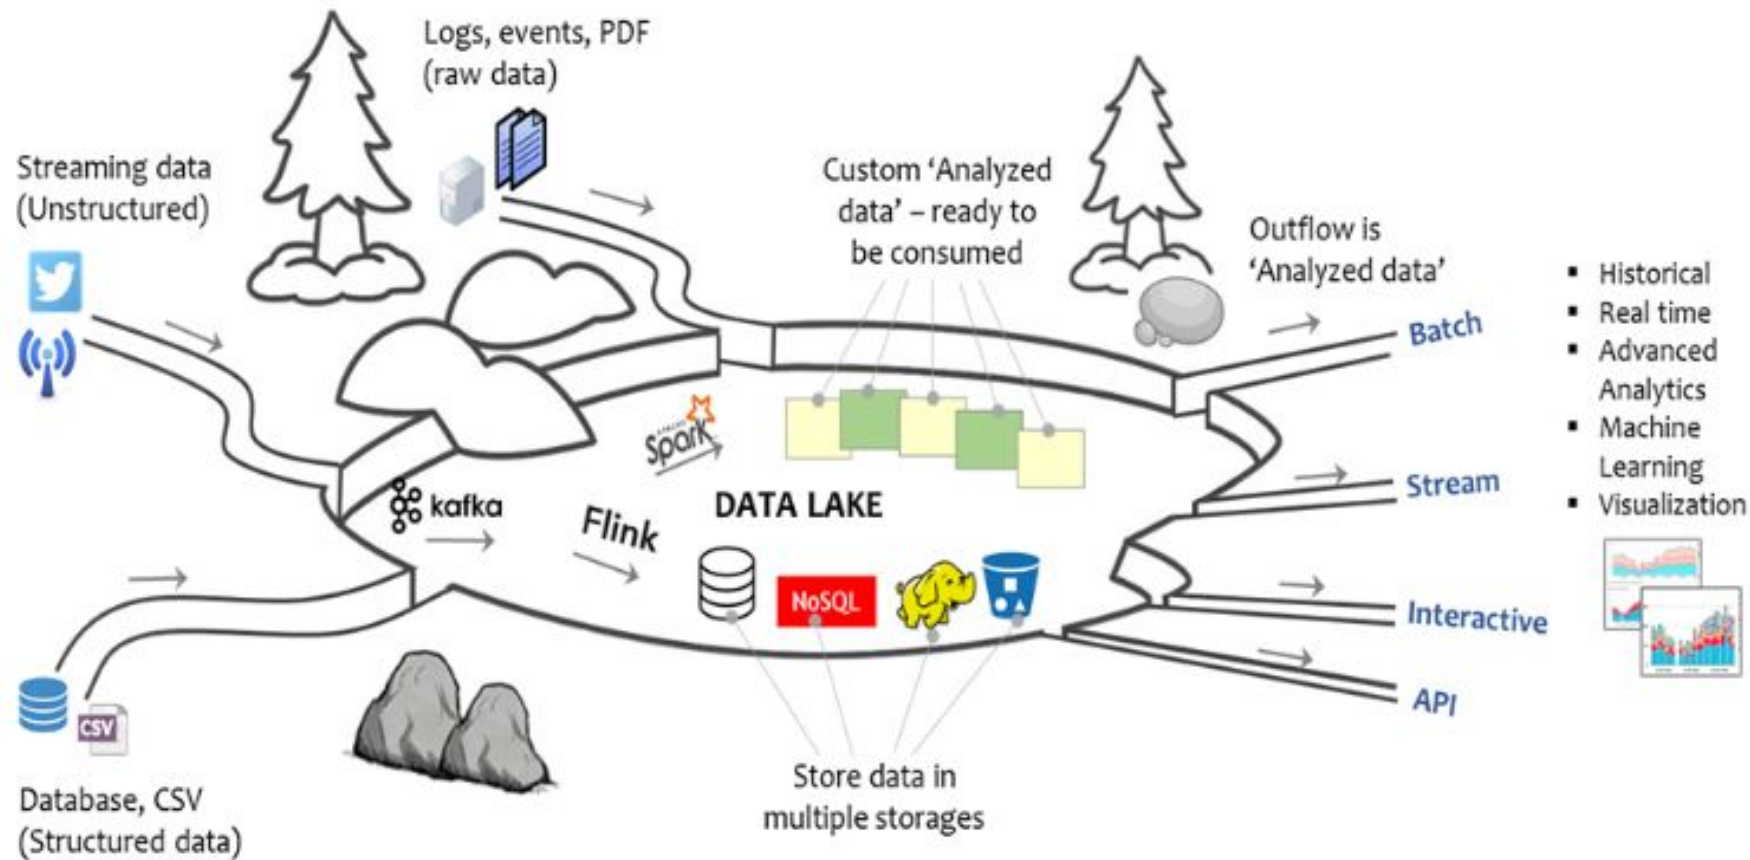 Logs, events, PDF
(raw data)
Streaming data
(Unstructured)
Custom ‘Analyzed
data’ – ready to
be consumed
Outflow is
‘Analyzed data’
▪ Historical
▪ Real time
▪ Advanced
Analytics
▪ Machine
Learning
▪ Visualization
Batch
Stream
Interactive
API
APACHE
Spark
kafka
Flink
DATA LAKE
NoSQL
CSV
Database, CSV
(Structured data)
Store data in
multiple storages